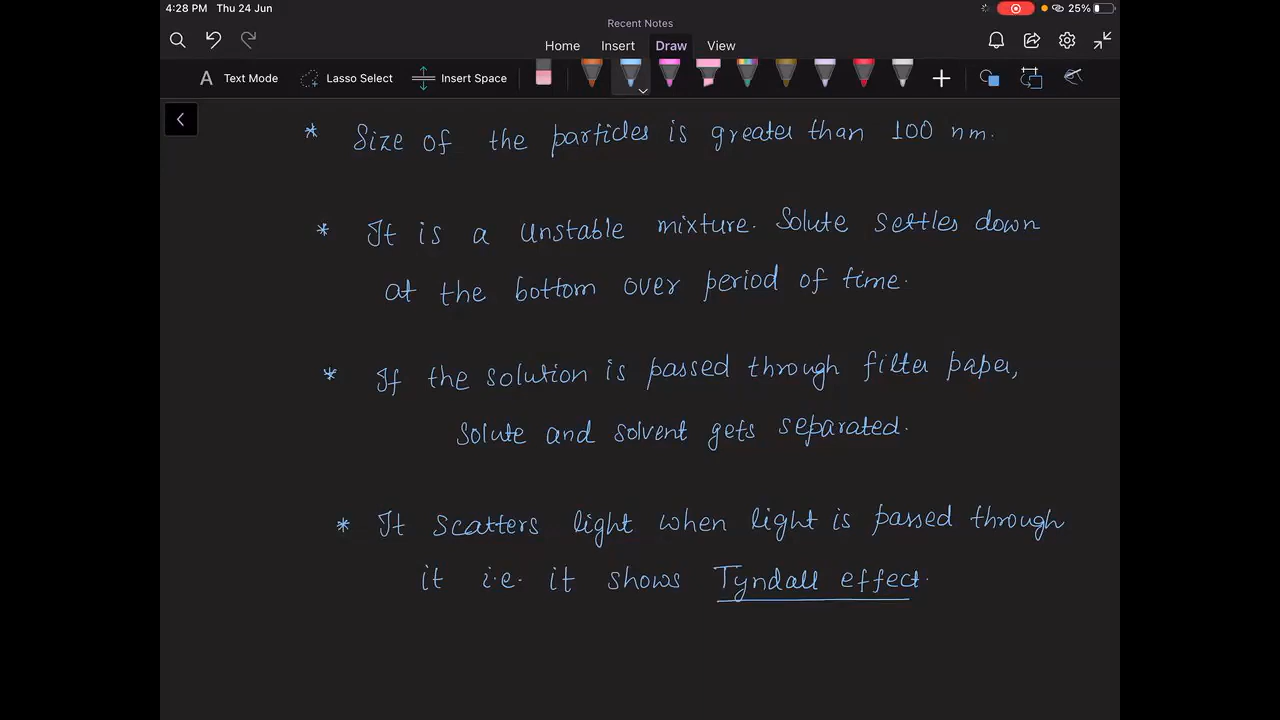 4:28 PM Thu 24 Jun
25%
Recent Notes
Home Insert Draw View
Text Mode Lasso Select Insert Space
* Size of the particles is greater than 100 nm.
* It is a unstable mixture. Solute settles down
at the bottom over period of time.
* If the solution is passed through filter paper,
solute and solvent gets separated.
* It scatters light when light is passed through
it i.e. it shows Tyndall effect.